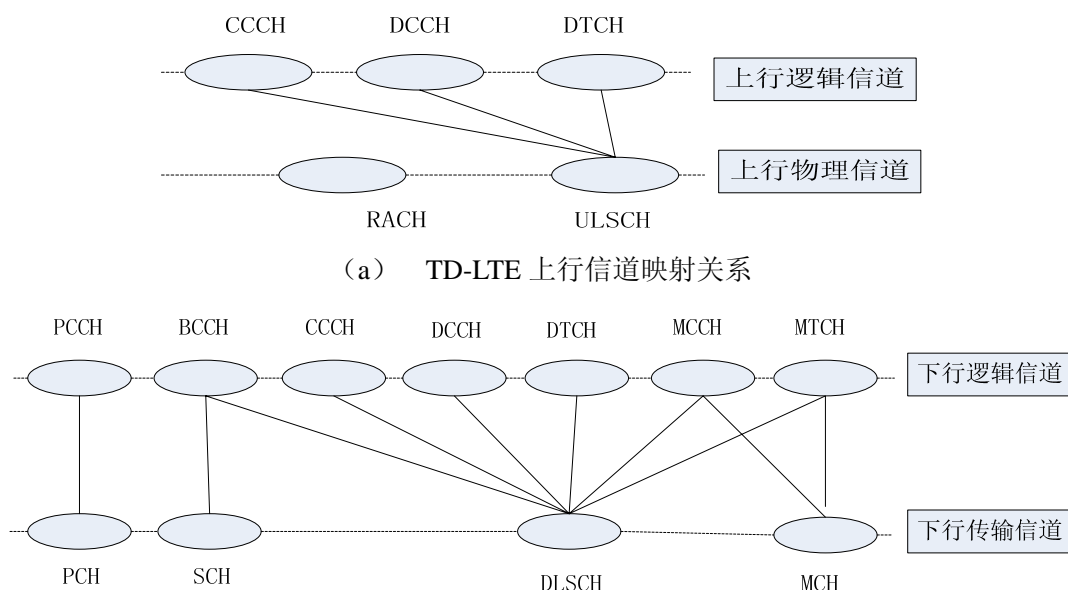 CCCH DCCH DTCH
上行逻辑信道
上行物理信道
RACH ULSCH
（a） TD-LTE 上行信道映射关系
PCCH BCCH CCCH DCCH DTCH MCCH MTCH
下行逻辑信道
下行传输信道
PCH SCH DLSCH MCH